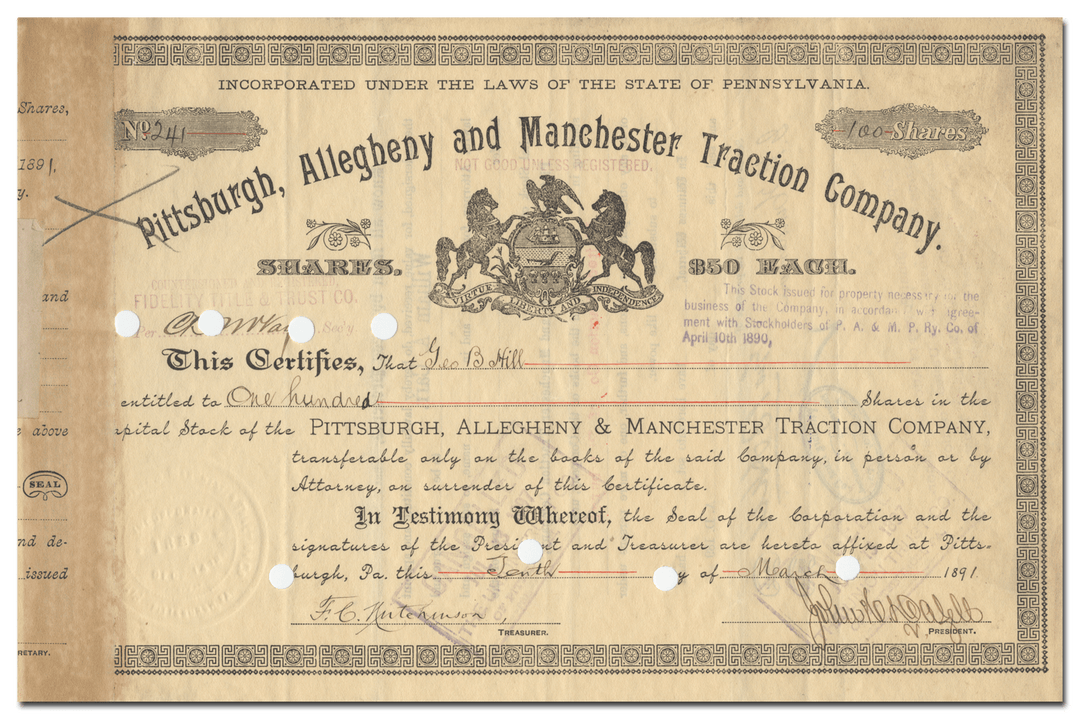 INCORPORATED UNDER THE LAWS OF THE STATE OF PENNSYLVANIA.
No 241
100 Shares
Pittsburgh, Allegheny and Manchester Traction Company.
NOT GOOD UNLESS REGISTERED.
SHARES.
$50 EACH.
VIRTUE LIBERTY AND INDEPENDENCE
FIDELITY TITLE & TRUST CO.
Per Sec'y
This Stock issued for property necessary for the
business of the Company, in accordance with agree-
ment with Stockholders of P. A. & M. P. Ry. Co. of
April 10th 1890,
This Certifies, That Geo B Hill
entitled to One hundred Shares in the
apital Stock of the PITTSBURGH, ALLEGHENY & MANCHESTER TRACTION COMPANY,
transferable only on the books of the said Company, in person or by
Attorney, on surrender of this Certificate.
In Testimony Whereof, the Seal of the Corporation and the
signatures of the President and Treasurer are hereto affixed at Pitts-
burgh, Pa. this Tenth y of March 1891
F. C. Hutchinson
TREASURER.
PRESIDENT.
Shares,
1891.
y.
and
e above
SEAL
nd de-
issued
RETARY.